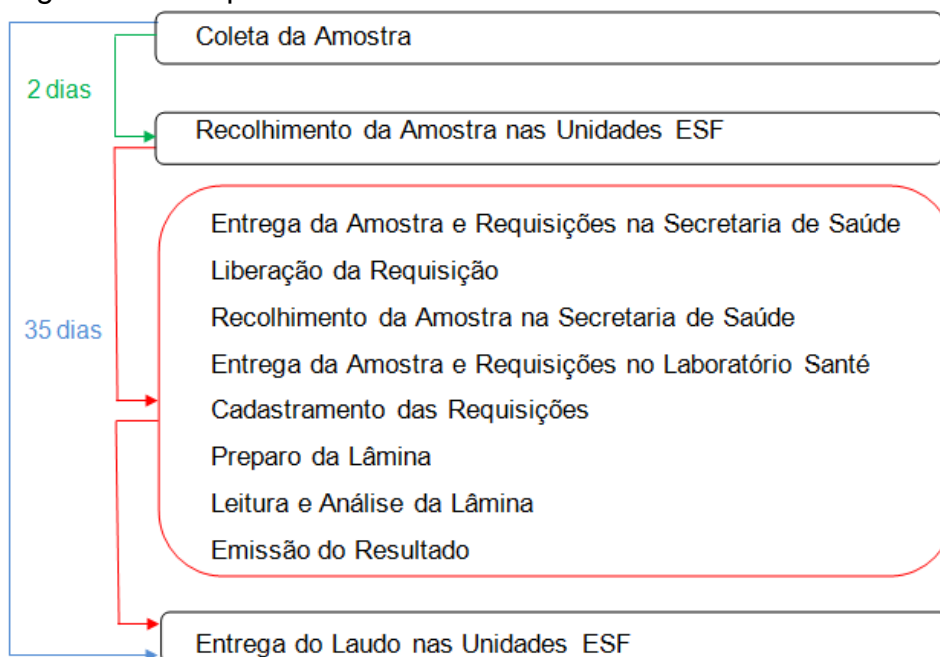 Coleta da Amostra
2 dias
Recolhimento da Amostra nas Unidades ESF
Entrega da Amostra e Requisições na Secretaria de Saúde
Liberação da Requisição
Recolhimento da Amostra na Secretaria de Saúde
35 dias
Entrega da Amostra e Requisições no Laboratório Santé
Cadastramento das Requisições
Preparo da Lâmina
Leitura e Análise da Lâmina
Emissão do Resultado
Entrega do Laudo nas Unidades ESF